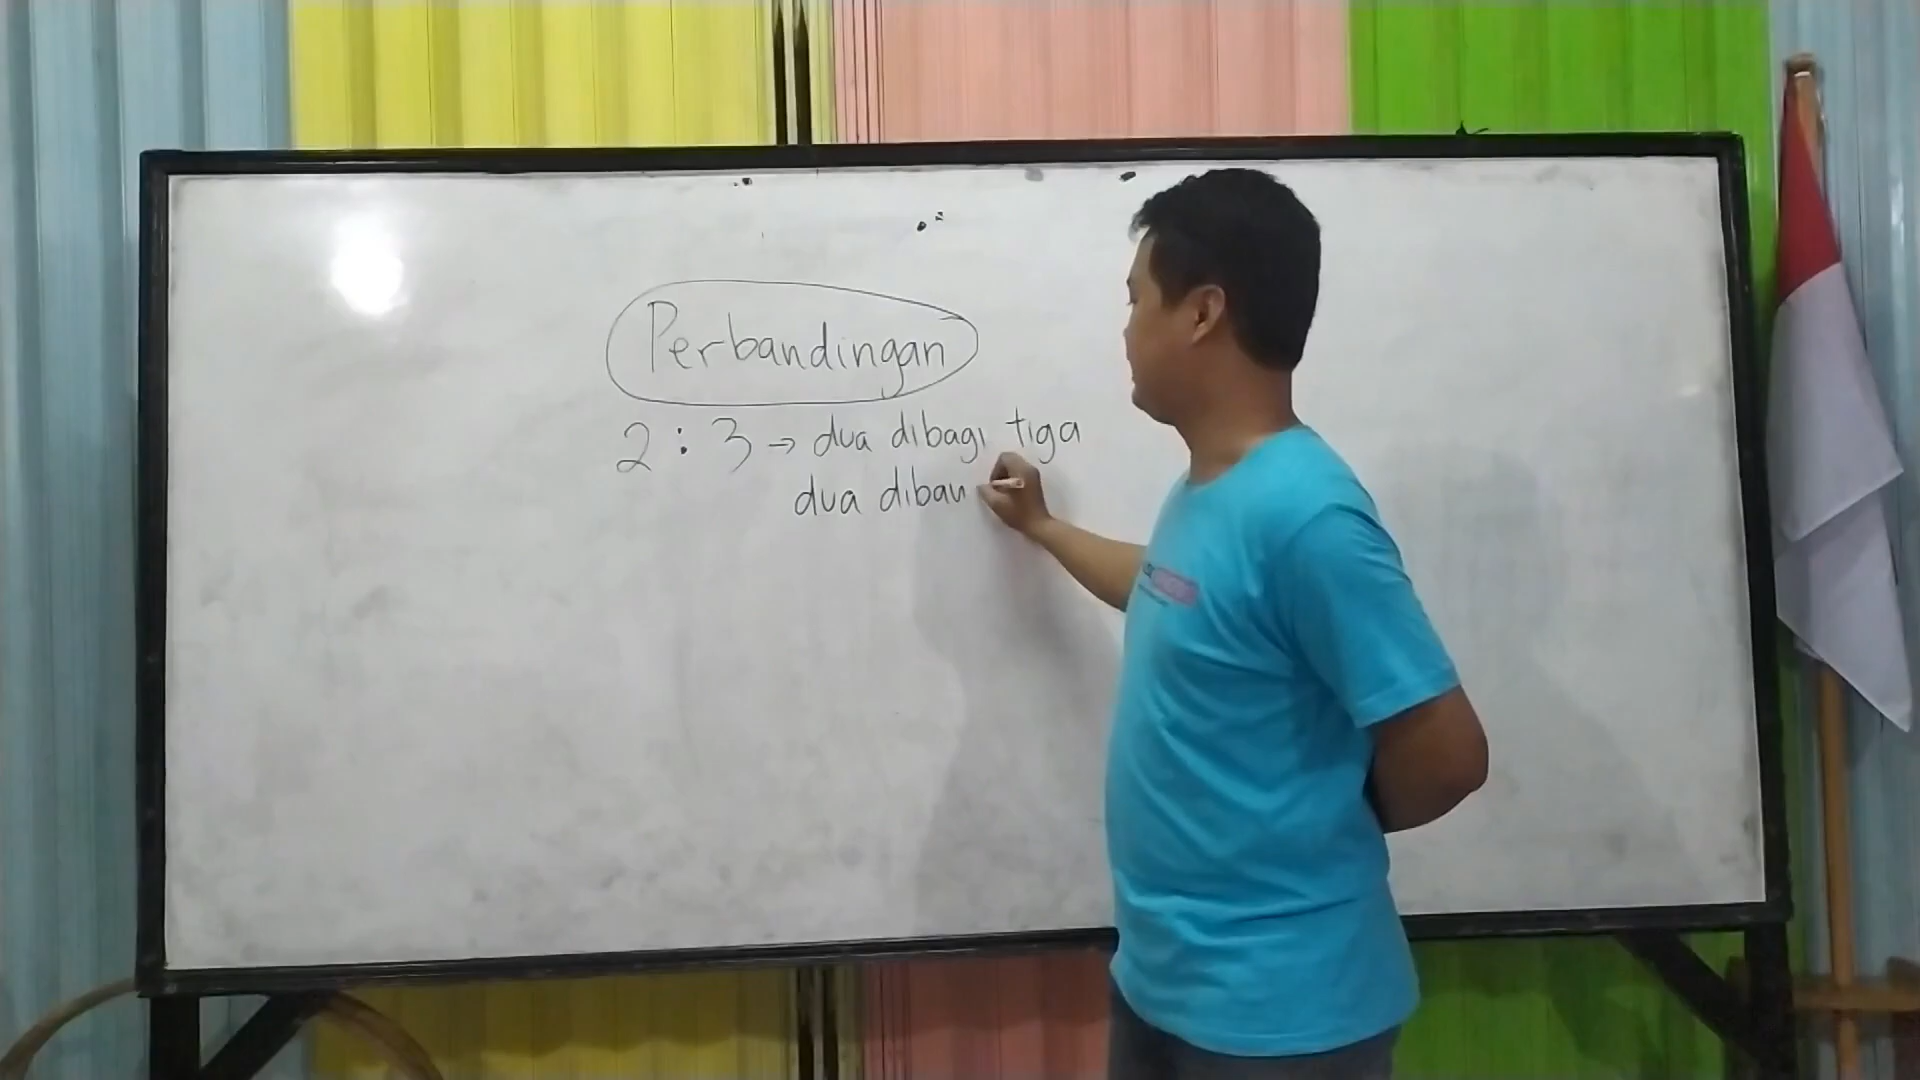 Perbandingan
2 : 3 → dua dibagi tiga
dua diban